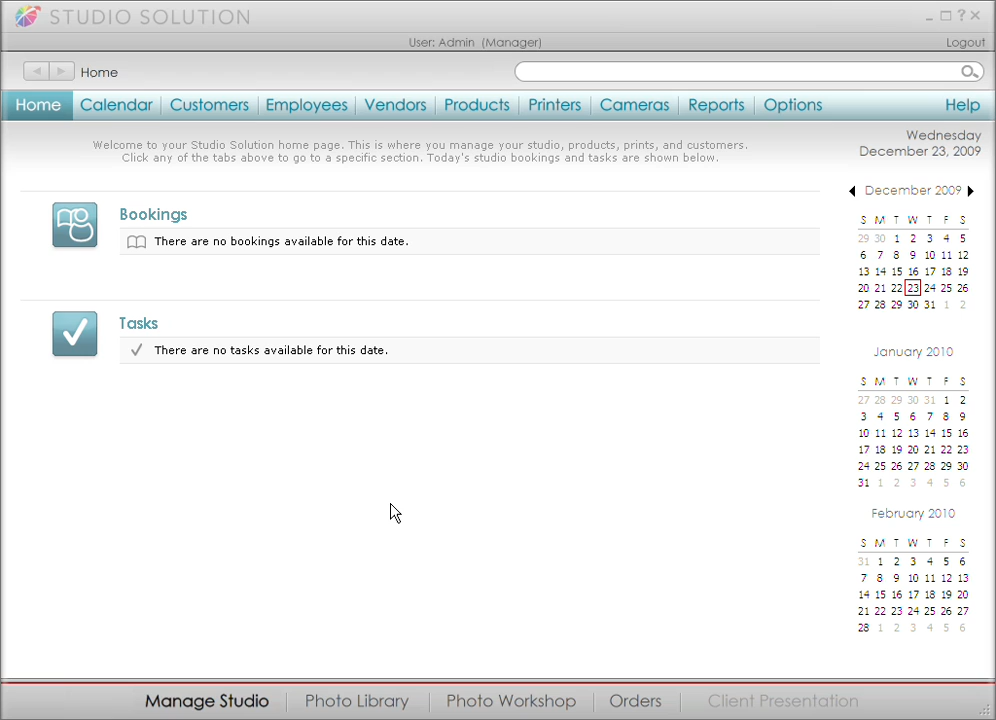 STUDIO SOLUTION
User: Admin (Manager)
Logout
Home
Home Calendar Customers Employees Vendors Products Printers Cameras Reports Options Help
Welcome to your Studio Solution home page. This is where you manage your studio, products, prints, and customers.
Click any of the tabs above to go to a specific section. Today's studio bookings and tasks are shown below.
Wednesday
December 23, 2009
Bookings
There are no bookings available for this date.
Tasks
There are no tasks available for this date.
December 2009
S M T W T F S
29 30 1 2 3 4 5
6 7 8 9 10 11 12
13 14 15 16 17 18 19
20 21 22 23 24 25 26
27 28 29 30 31 1 2
January 2010
S M T W T F S
27 28 29 30 31 1 2
3 4 5 6 7 8 9
10 11 12 13 14 15 16
17 18 19 20 21 22 23
24 25 26 27 28 29 30
31 1 2 3 4 5 6
February 2010
S M T W T F S
31 1 2 3 4 5 6
7 8 9 10 11 12 13
14 15 16 17 18 19 20
21 22 23 24 25 26 27
28 1 2 3 4 5 6
Manage Studio Photo Library Photo Workshop Orders Client Presentation